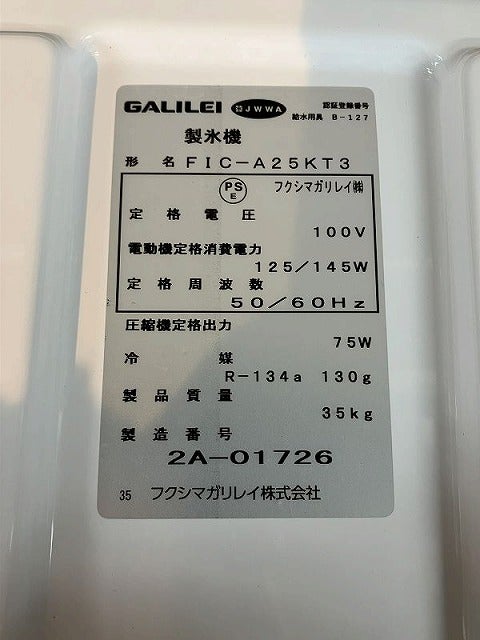 GALILEI JWWA 認証登録番号
給水用具 B-127
製氷機
形名 FIC-A25KT3
PS E フクシマガリレイ㈱
定格電圧
100V
電動機定格消費電力
125/145W
定格周波数
50/60Hz
圧縮機定格出力
75W
冷媒
R-134a 130g
製品質量
35kg
製造番号
2A-01726
35 フクシマガリレイ株式会社